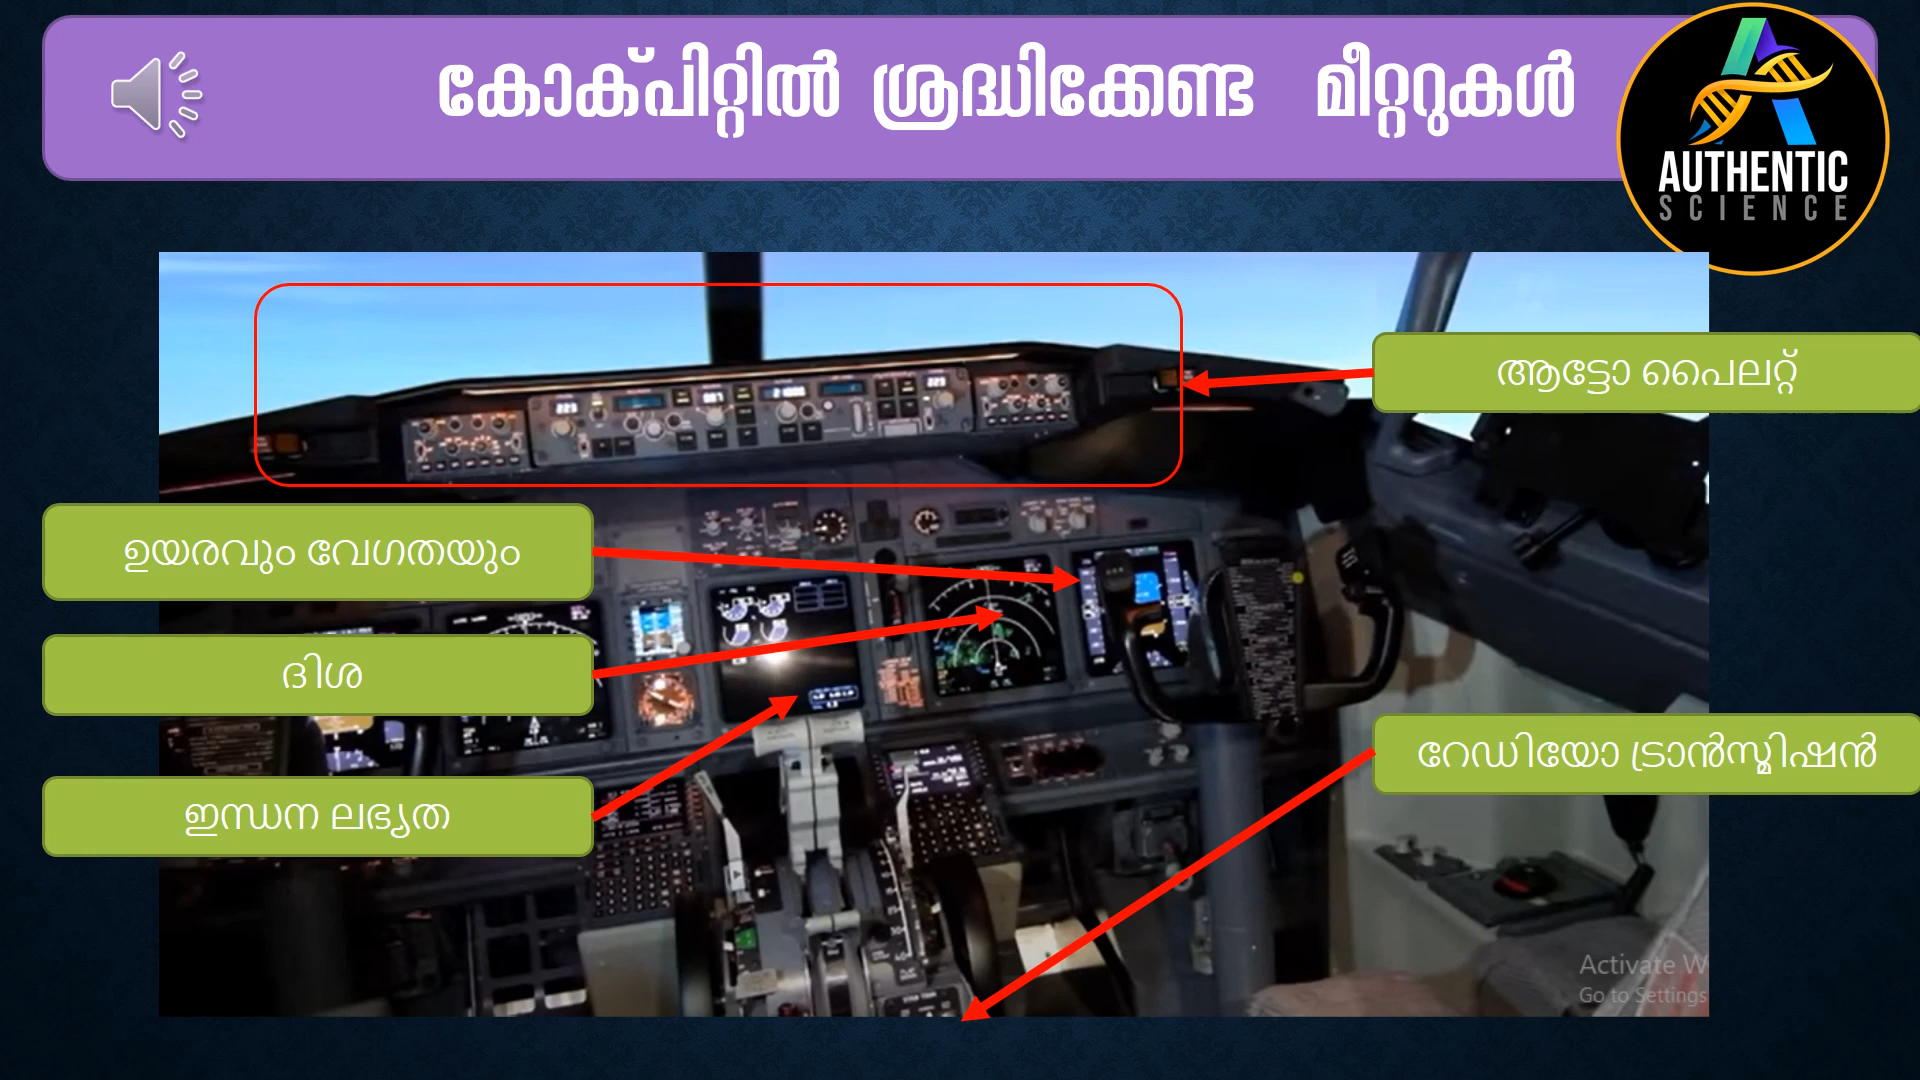 കോക്പിറ്റിൽ ശ്രദ്ധിക്കേണ്ട മീറ്ററുകൾ
AUTHENTIC
SCIENCE
ആട്ടോ പൈലറ്റ്
ഉയരവും വേഗതയും
ദിശ
റേഡിയോ ട്രാൻസ്മിഷൻ
ഇന്ധന ലഭ്യത
Activate W
Go to Settings